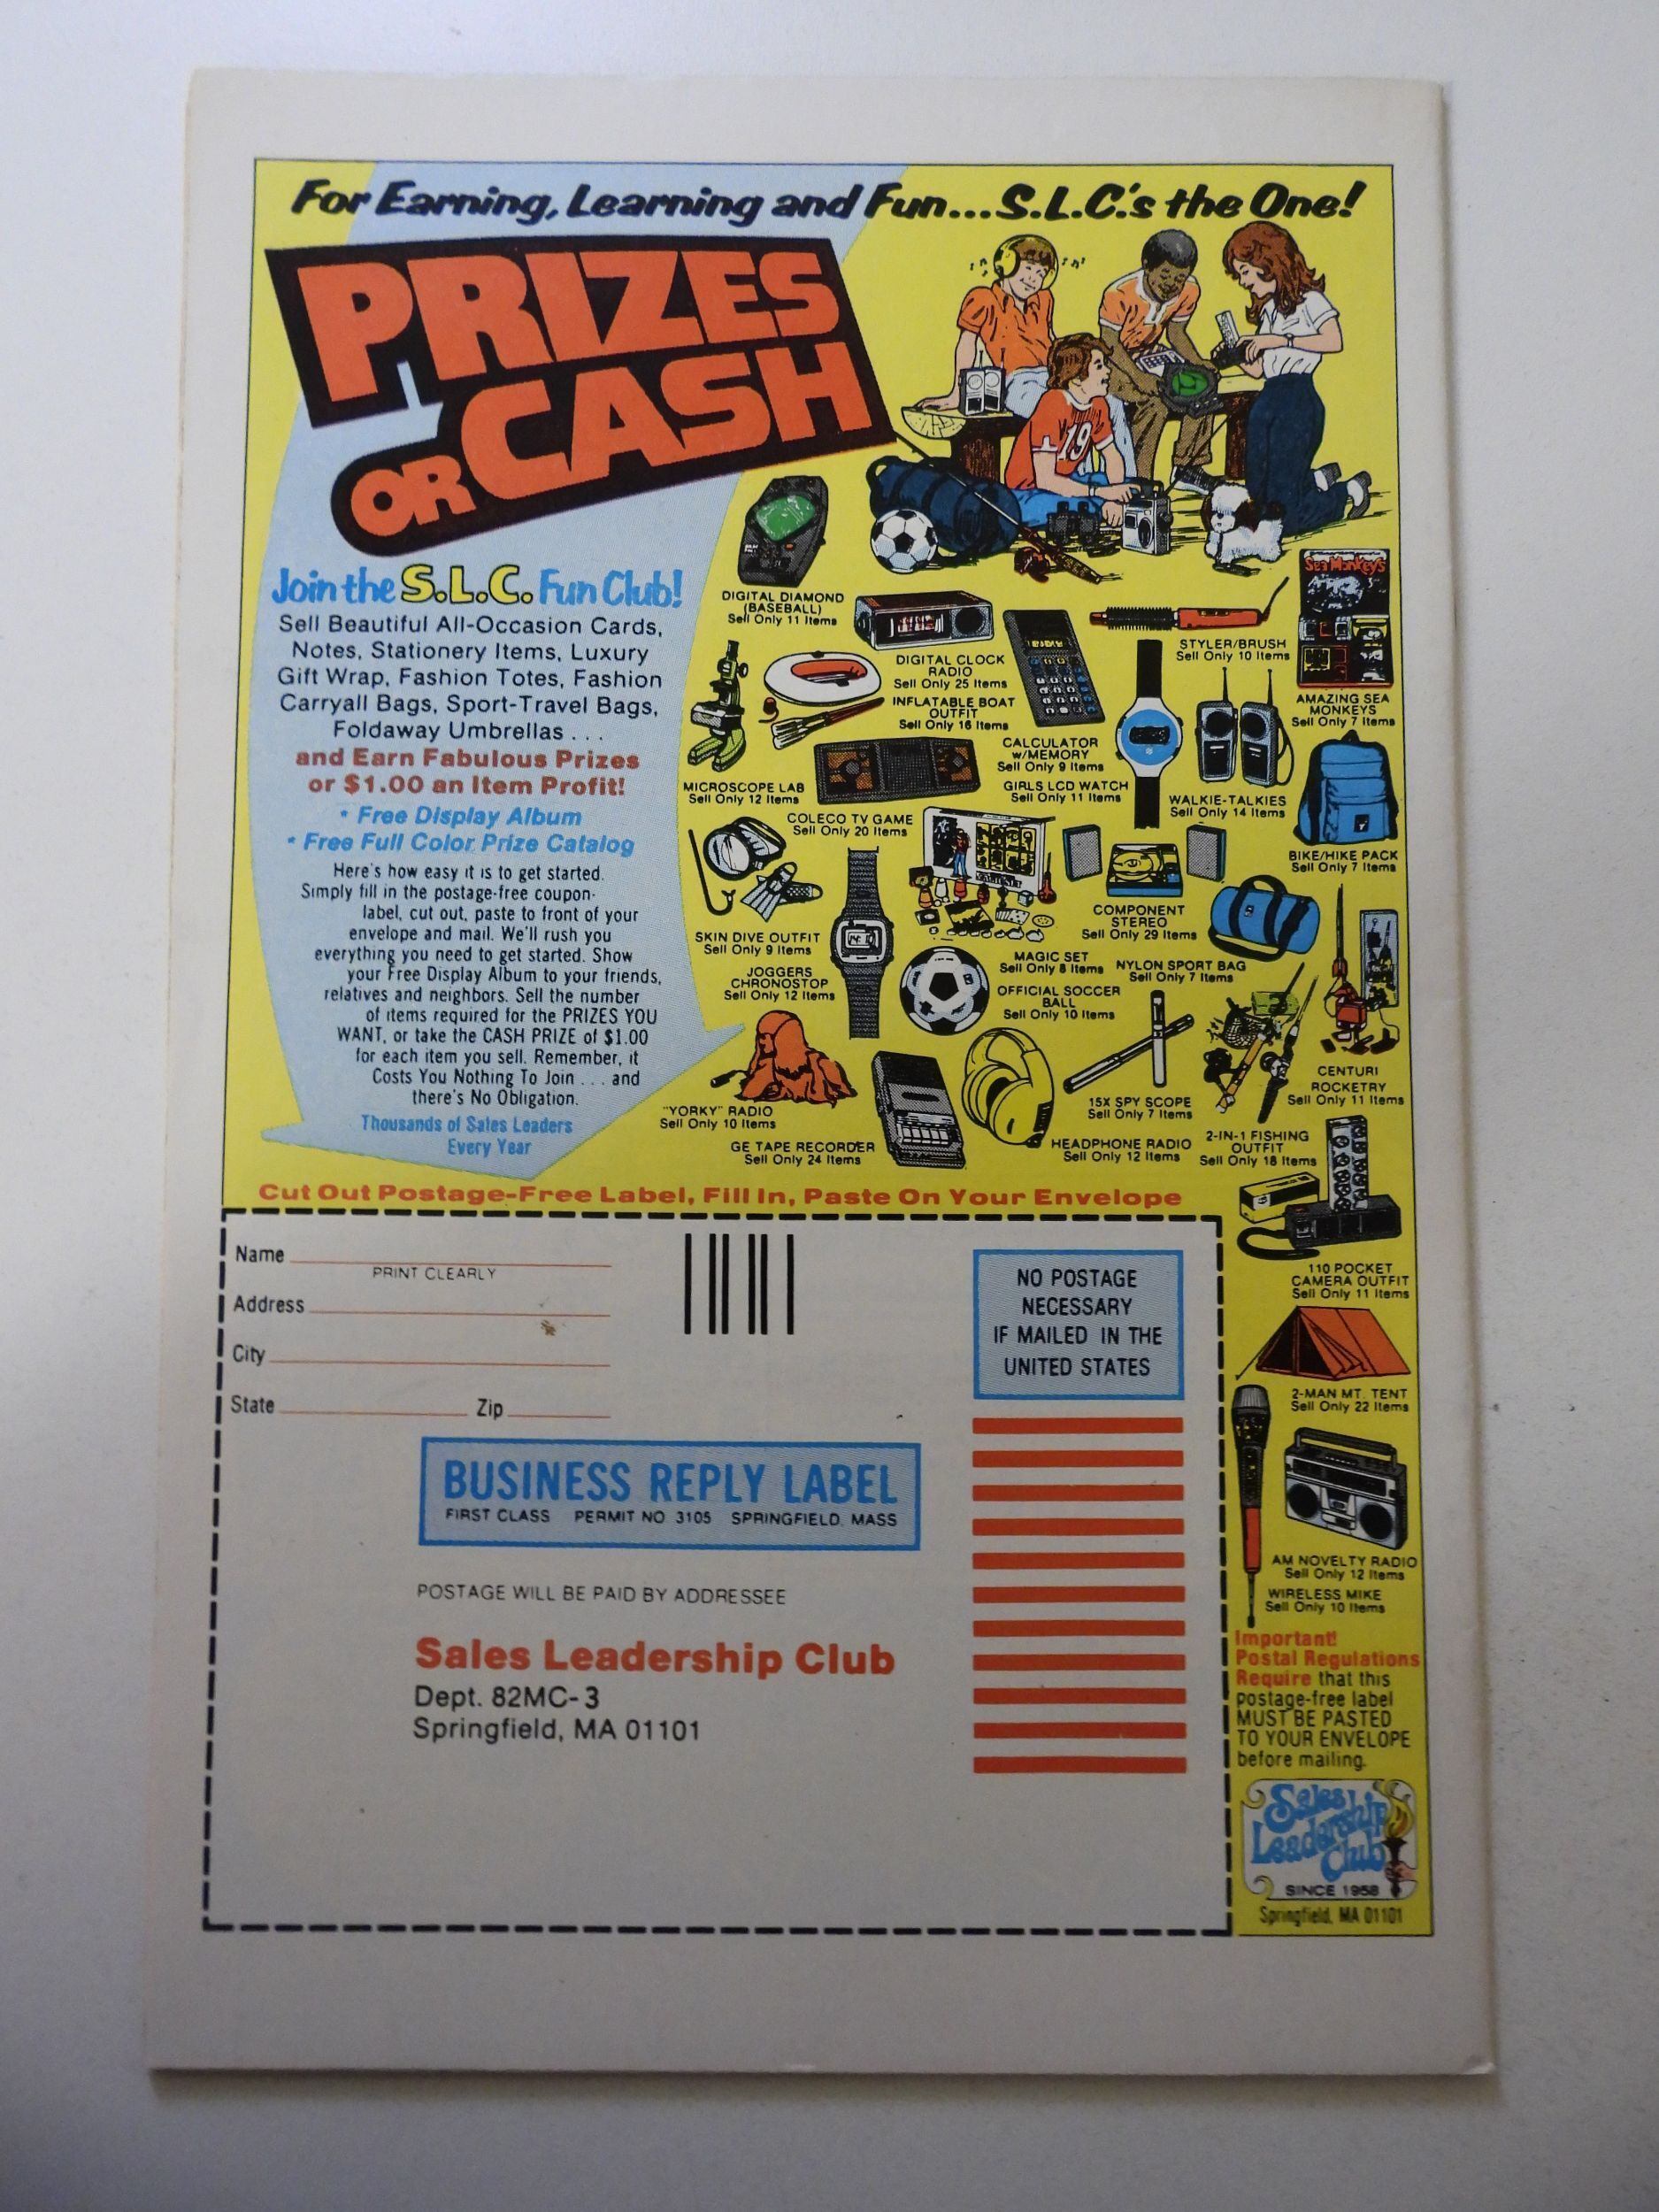 For Earning, Learning and Fun...S.L.C.'s the One!
PRIZES
OR CASH
Join the S.L.C. Fun Club!
Sell Beautiful All-Occasion Cards,
Notes, Stationery Items, Luxury
Gift Wrap, Fashion Totes, Fashion
Carryall Bags, Sport-Travel Bags,
Foldaway Umbrellas . . .
and Earn Fabulous Prizes
or $1.00 an Item Profit!
• Free Display Album
• Free Full Color Prize Catalog
Here's how easy it is to get started.
Simply fill in the postage-free coupon-
label, cut out, paste to front of your
envelope and mail. We'll rush you
everything you need to get started. Show
your Free Display Album to your friends,
relatives and neighbors. Sell the number
of items required for the PRIZES YOU
WANT, or take the CASH PRIZE of $1.00
for each item you sell. Remember, it
Costs You Nothing To Join . . . and
there's No Obligation.
Thousands of Sales Leaders
Every Year
19
DIGITAL DIAMOND
(BASEBALL)
Sell Only 11 Items
DIGITAL CLOCK
RADIO
Sell Only 25 Items
STYLER/BRUSH
Sell Only 10 Items
Sea Monkeys
AMAZING SEA
MONKEYS
Sell Only 7 Items
INFLATABLE BOAT
OUTFIT
Sell Only 16 Items
CALCULATOR
w/MEMORY
Sell Only 9 Items
MICROSCOPE LAB
Sell Only 12 Items
GIRLS LCD WATCH
Sell Only 11 Items
WALKIE-TALKIES
Sell Only 14 Items
COLECO TV GAME
Sell Only 20 Items
BIKE/HIKE PACK
Sell Only 7 Items
MAGIC SET
COMPONENT
STEREO
Sell Only 29 Items
SKIN DIVE OUTFIT
Sell Only 9 Items
MAGIC SET
Sell Only 8 Items
NYLON SPORT BAG
Sell Only 7 Items
JOGGERS
CHRONOSTOP
Sell Only 12 Items
OFFICIAL SOCCER
BALL
Sell Only 10 Items
CENTURI
ROCKETRY
Sell Only 11 Items
"YORKY" RADIO
Sell Only 10 Items
15X SPY SCOPE
Sell Only 7 Items
GE TAPE RECORDER
Sell Only 24 Items
HEADPHONE RADIO
Sell Only 12 Items
2-IN-1 FISHING
OUTFIT
Sell Only 18 Items
110 POCKET
CAMERA OUTFIT
Sell Only 11 Items
2-MAN MT. TENT
Sell Only 22 Items
AM NOVELTY RADIO
Sell Only 12 Items
WIRELESS MIKE
Sell Only 10 Items
Important!
Postal Regulations
Require that this
postage-free label
MUST BE PASTED
TO YOUR ENVELOPE
before mailing.
Sales
Leadership
Club
SINCE 1958
Springfield, MA 01101
Cut Out Postage-Free Label, Fill In, Paste On Your Envelope
Name
PRINT CLEARLY
Address
City
State Zip
NO POSTAGE
NECESSARY
IF MAILED IN THE
UNITED STATES
BUSINESS REPLY LABEL
FIRST CLASS PERMIT NO. 3105 SPRINGFIELD, MASS
POSTAGE WILL BE PAID BY ADDRESSEE
Sales Leadership Club
Dept. 82MC-3
Springfield, MA 01101